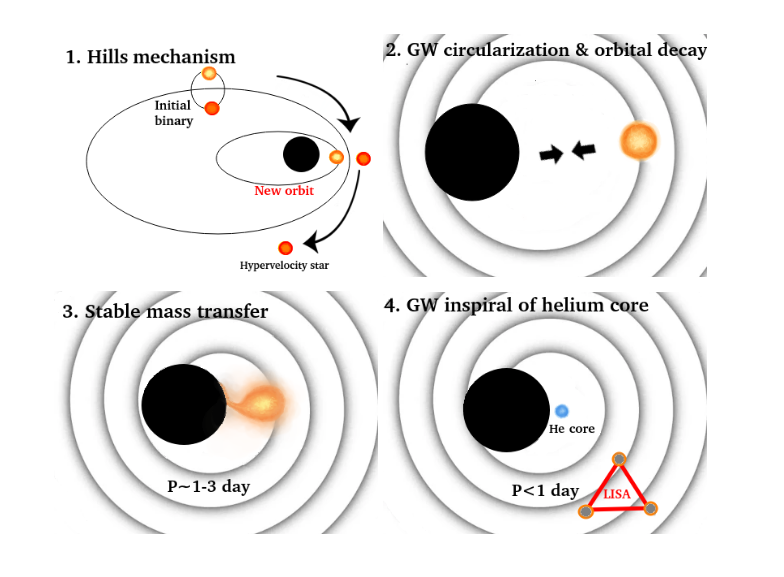 1. Hills mechanism
Initial
binary
New orbit
Hypervelocity star
2. GW circularization & orbital decay
3. Stable mass transfer
P~1-3 day
4. GW inspiral of helium core
He core
P<1 day
LISA